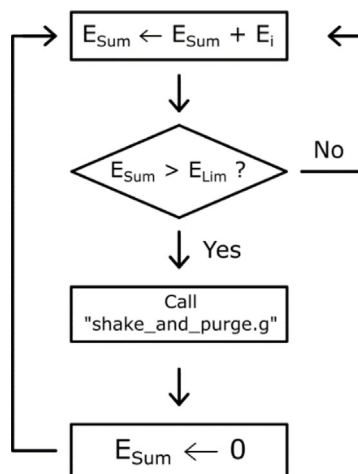 E_Sum ← E_Sum + E_i
E_Sum > E_Lim ?
No
Yes
Call
"shake_and_purge.g"
E_Sum ← 0